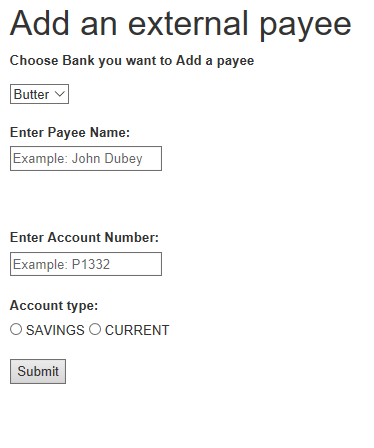 Add an external payee
Choose Bank you want to Add a payee
Butter
Enter Payee Name:
Example: John Dubey
Enter Account Number:
Example: P1332
Account type:
SAVINGS CURRENT
Submit